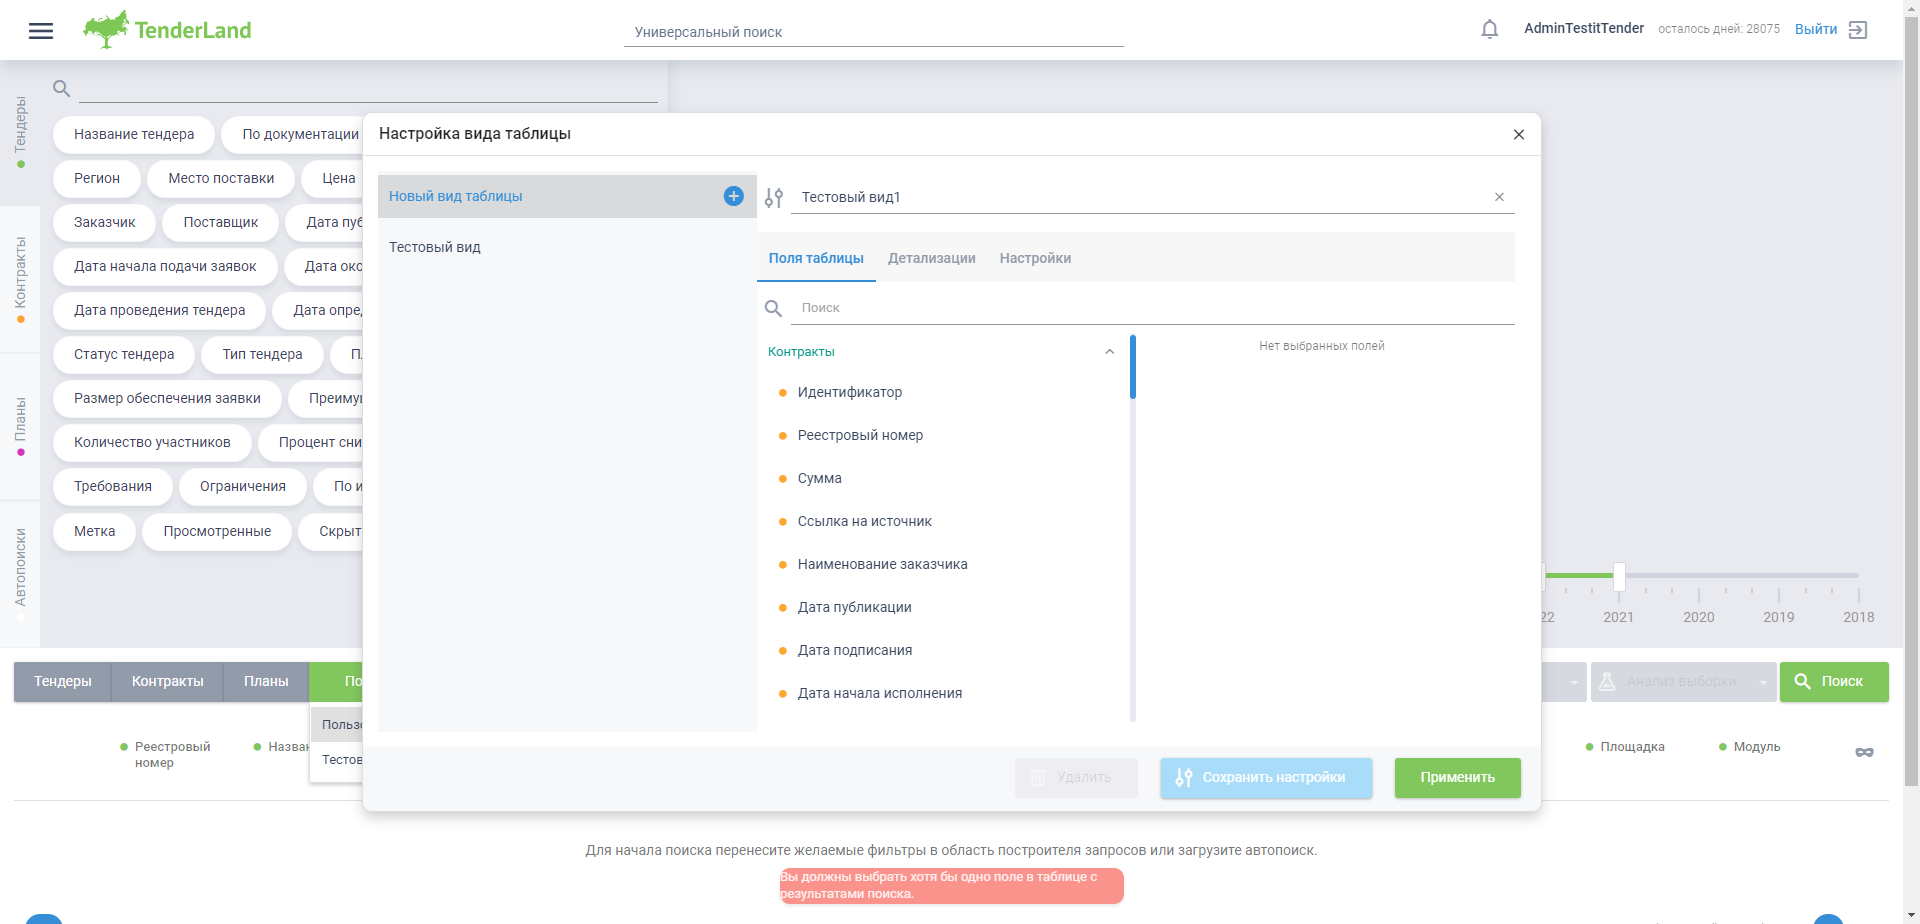 TenderLand
Универсальный поиск
AdminTestitTender
осталось дней: 28075
Выйти
Тендеры
Контракты
Планы
Автопоиски
Название тендера
По документации
Регион
Место поставки
Цена
Заказчик
Поставщик
Дата пуб
Дата начала подачи заявок
Дата око
Дата проведения тендера
Дата опре
Статус тендера
Тип тендера
Размер обеспечения заявки
Преиму
Количество участников
Процент сни
Требования
Ограничения
По и
Метка
Просмотренные
Скрыт
Настройка вида таблицы
Новый вид таблицы
Тестовый вид
Тестовый вид1
Поля таблицы
Детализации
Настройки
Поиск
Контракты
Идентификатор
Реестровый номер
Сумма
Ссылка на источник
Наименование заказчика
Дата публикации
Дата подписания
Дата начала исполнения
Нет выбранных полей
Удалить
Сохранить настройки
Применить
22
2021
2020
2019
2018
Тендеры
Контракты
Планы
По
Польз
Тестов
Анализ выборки
Поиск
Реестровый
номер
Назва
Площадка
Модуль
Для начала поиска перенесите желаемые фильтры в область построителя запросов или загрузите автопоиск.
Вы должны выбрать хотя бы одно поле в таблице с
результатами поиска.